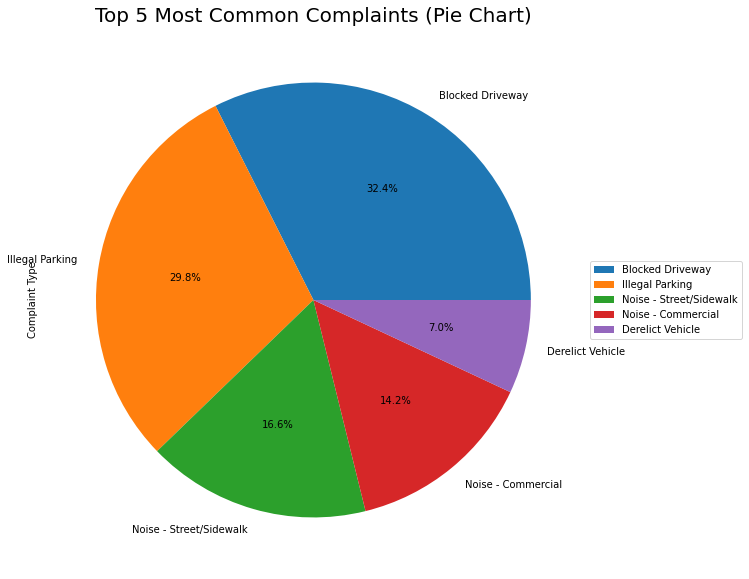 Top 5 Most Common Complaints (Pie Chart)
Blocked Driveway
32.4%
Illegal Parking
29.8%
Complaint Type
Blocked Driveway
Illegal Parking
Noise - Street/Sidewalk
Noise - Commercial
Derelict Vehicle
7.0%
Derelict Vehicle
14.2%
16.6%
Noise - Commercial
Noise - Street/Sidewalk